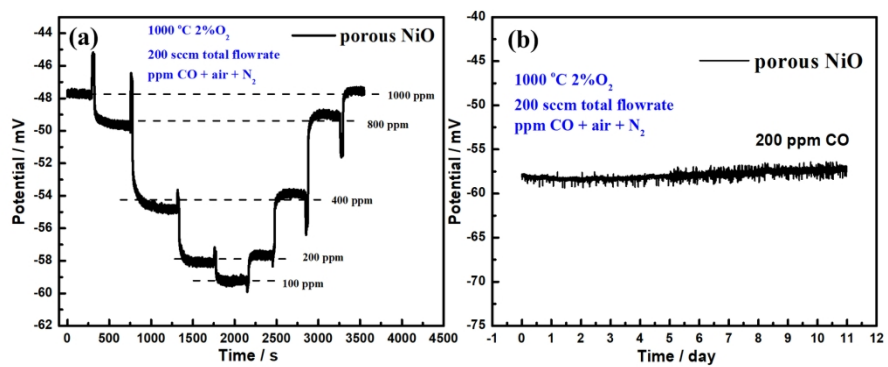 (a)
1000 °C 2%O₂
200 sccm total flowrate
ppm CO + air + N₂
porous NiO
1000 ppm
800 ppm
400 ppm
200 ppm
100 ppm
-44
-46
-48
-50
-52
-54
-56
-58
-60
-62
Potential / mV
0 500 1000 1500 2000 2500 3000 3500 4000 4500
Time / s
(b)
porous NiO
1000 °C 2%O₂
200 sccm total flowrate
ppm CO + air + N₂
200 ppm CO
-40
-45
-50
-55
-60
-65
-70
-75
Potential / mV
0 1 2 3 4 5 6 7 8 9 10 11 12
Time / day